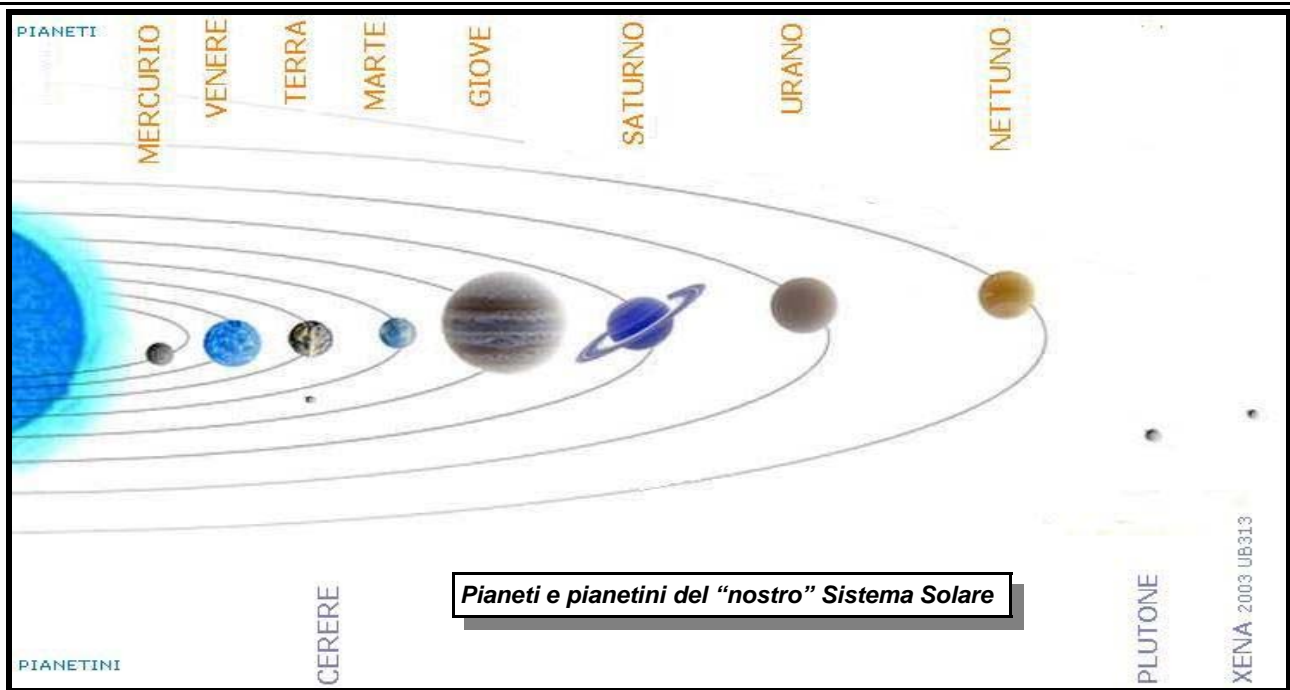 PIANETI
MERCURIO
VENERE
TERRA
MARTE
GIOVE
SATURNO
URANO
NETTUNO
Pianeti e pianetini del “nostro” Sistema Solare
CERERE
PLUTONE
XENA 2003 UB313
PIANETINI